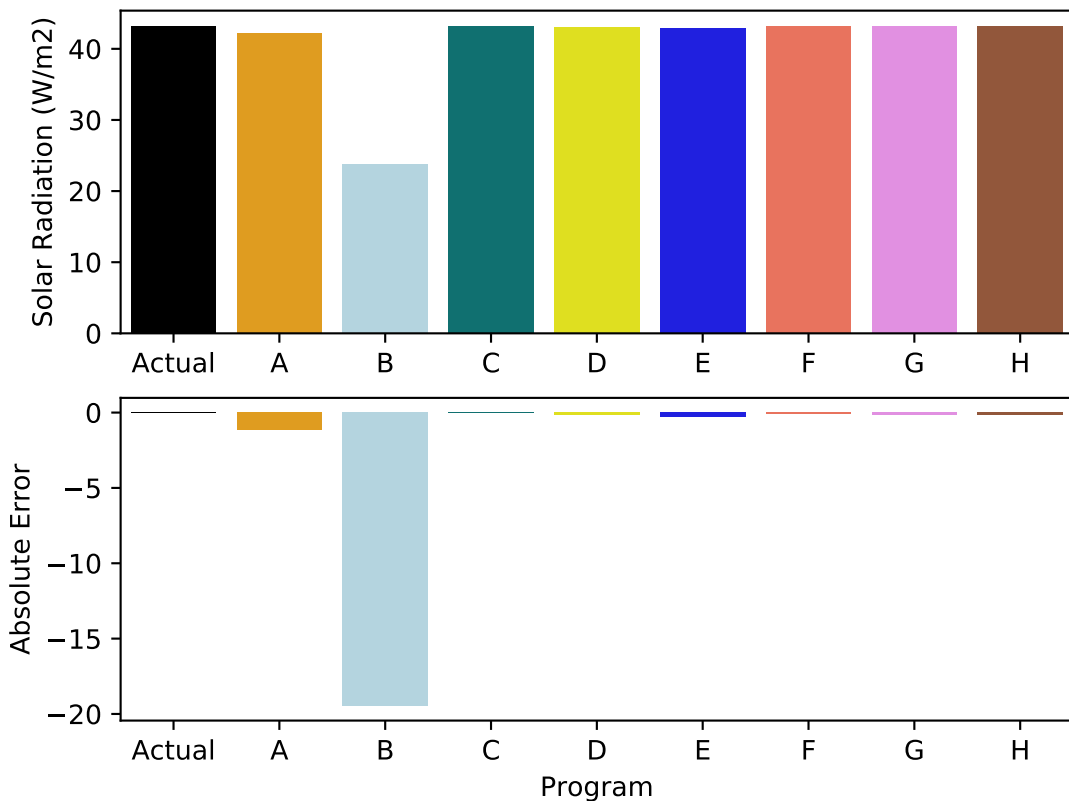 Solar Radiation (W/m2)
40
30
20
10
0
Actual A B C D E F G H
Absolute Error
0
−5
−10
−15
−20
Actual A B C D E F G H
Program